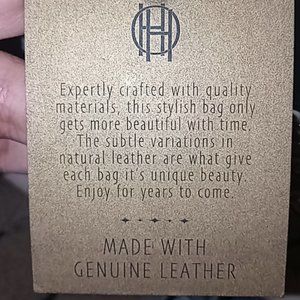 Expertly crafted with quality
materials, this stylish bag only
gets more beautiful with time.
The subtle variations in
natural leather are what give
each bag it's unique beauty.
Enjoy for years to come.
MADE WITH
GENUINE LEATHER